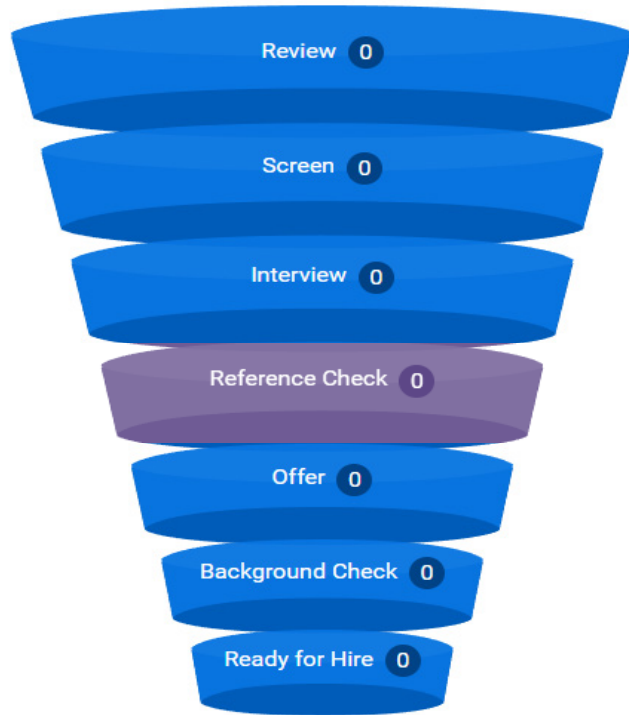 Review 0
Screen 0
Interview 0
Reference Check 0
Offer 0
Background Check 0
Ready for Hire 0